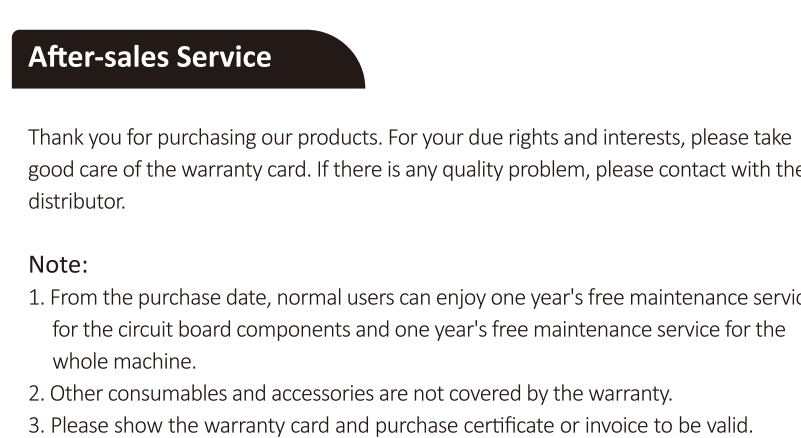 After-sales Service
Thank you for purchasing our products. For your due rights and interests, please take
good care of the warranty card. If there is any quality problem, please contact with the
distributor.
Note:
1. From the purchase date, normal users can enjoy one year's free maintenance
for the circuit board components and one year's free maintenance service for the
whole machine.
2. Other consumables and accessories are not covered by the warranty.
3. Please show the warranty card and purchase certificate or invoice to be valid.